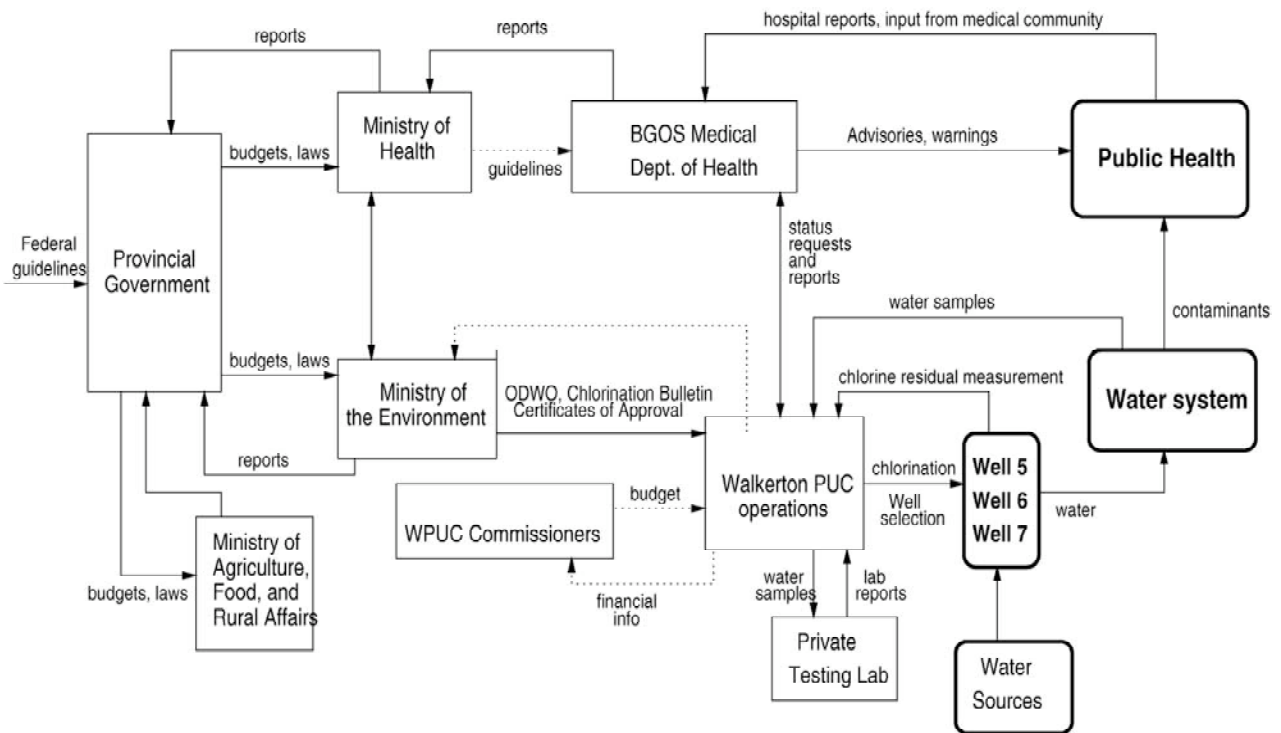 hospital reports, input from medical community
reports
reports
Ministry of
Health
BGOS Medical
Dept. of Health
Advisories, warnings
Public Health
budgets, laws
guidelines
Federal
guidelines
Provincial
Government
status
requests
and
reports
water samples
contaminants
budgets, laws
Ministry of
the Environment
ODWO, Chlorination Bulletin
Certificates of Approval
chlorine residual measurement
Water system
reports
WPUC Commissioners
budget
Walkerton PUC
operations
chlorination
Well
selection
Well 5
Well 6
Well 7
water
Ministry of
Agriculture,
Food, and
Rural Affairs
budgets, laws
financial
info
water
samples
lab
reports
Private
Testing Lab
Water
Sources